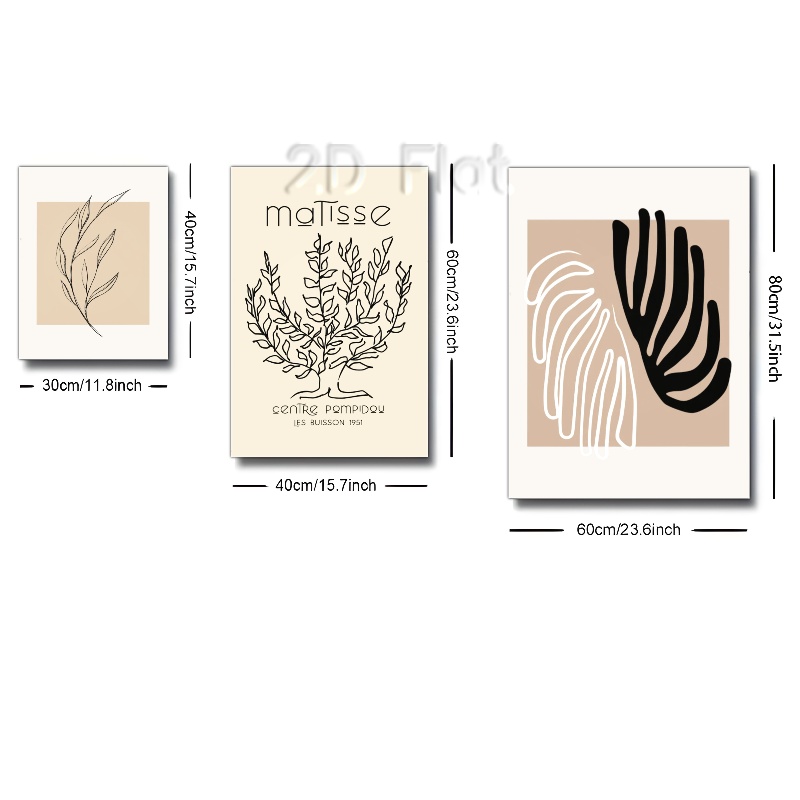 2D Flat
40cm/15.7inch
30cm/11.8inch
maTisse
CENTRE POMPIDOU
LES BUISSON 1951
60cm/23.6inch
40cm/15.7inch
80cm/31.5inch
60cm/23.6inch